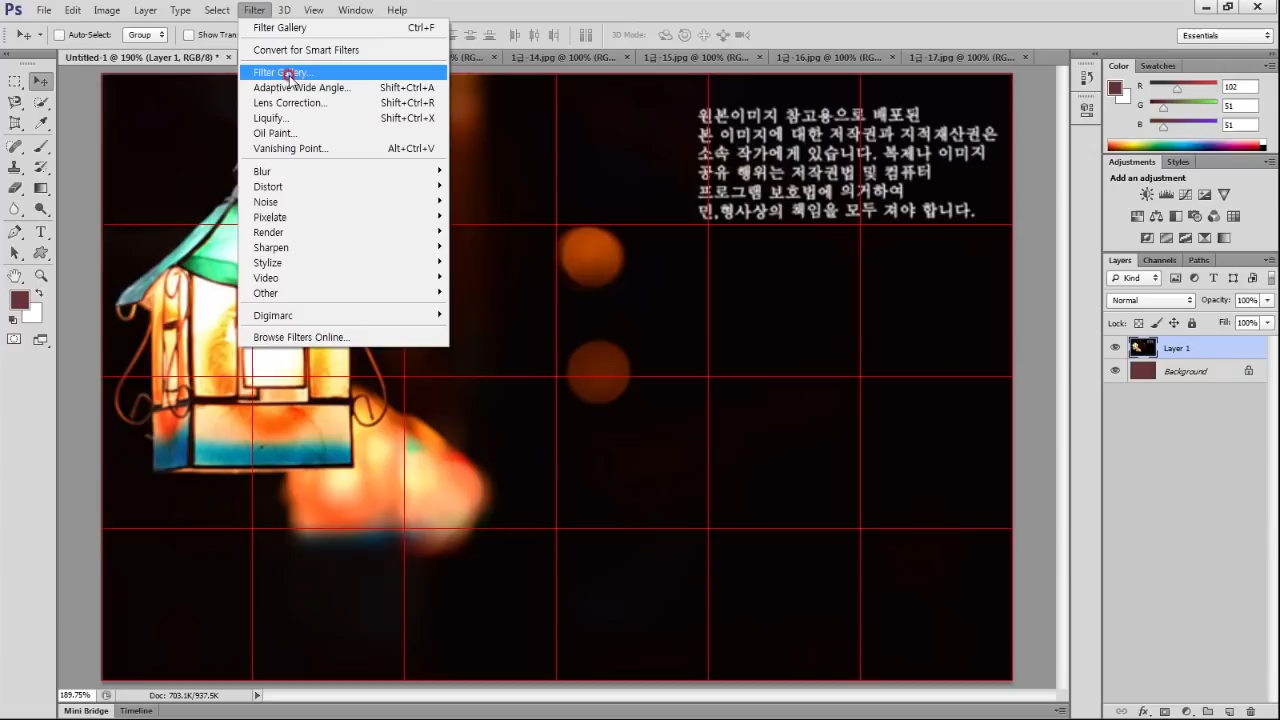 Ps File Edit Image Layer Type Select Filter 3D View Window Help
Auto-Select: Group Show Tran 3D Mode: Essentials
Untitled-1 @ 190% (Layer 1, RGB/8) * × % (RG... × 1급-14.jpg @ 100% (RG... × 1급-15.jpg @ 100% (RG... × 1급-16.jpg @ 100% (RG... × 1급-17.jpg @ 100% (RG... ×
Filter Gallery Ctrl+F
Convert for Smart Filters
Filter Gallery...
Adaptive Wide Angle... Shift+Ctrl+A
Lens Correction... Shift+Ctrl+R
Liquify... Shift+Ctrl+X
Oil Paint...
Vanishing Point... Alt+Ctrl+V
Blur
Distort
Noise
Pixelate
Render
Sharpen
Stylize
Video
Other
Digimarc
Browse Filters Online...
원본이미지 참고용으로 배포된
본 이미지에 대한 저작권과 지적재산권은
소속 작가에게 있습니다. 복제나 이미지
공유 행위는 저작권법 및 컴퓨터
프로그램 보호법에 의거하여
민,형사상의 책임을 모두 져야 합니다.
Color Swatches
R 102
G 51
B 51
Adjustments Styles
Add an adjustment
Layers Channels Paths
Kind
Normal Opacity: 100%
Lock: Fill: 100%
Layer 1
Background
189.75% Doc: 703.1K/937.5K
Mini Bridge Timeline